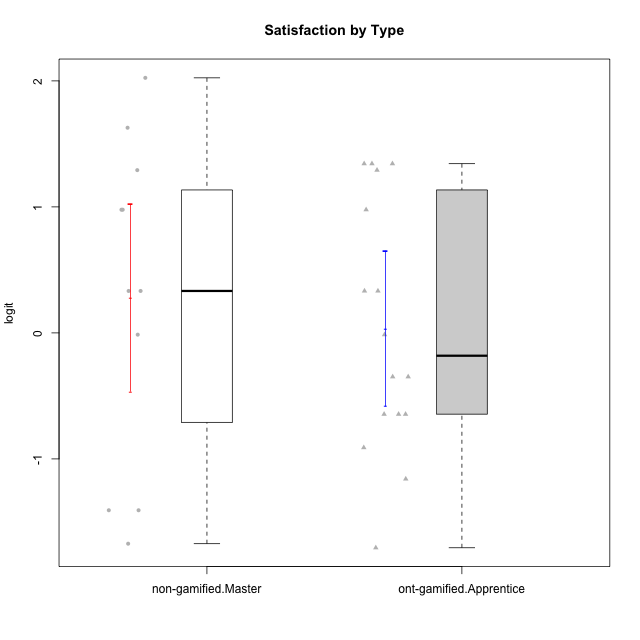 Satisfaction by Type
logit
2
1
0
-1
non-gamified.Master
ont-gamified.Apprentice